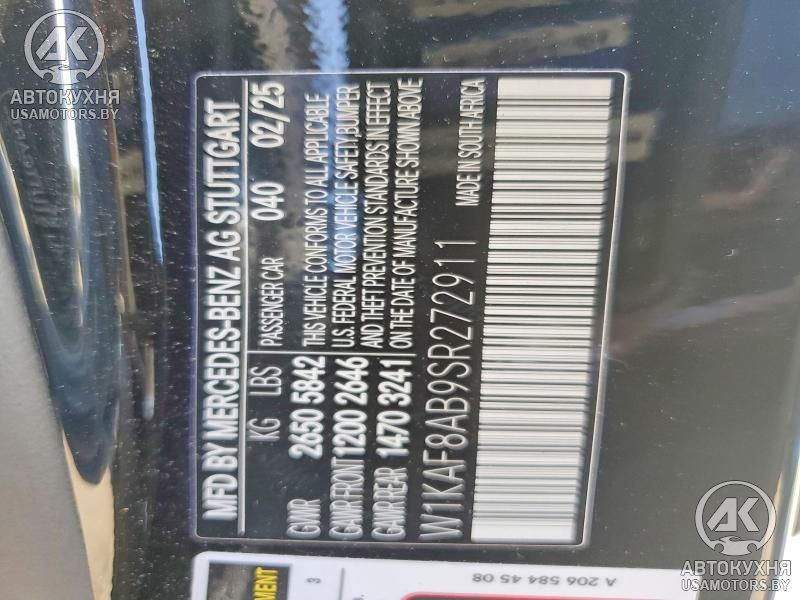 AK
АВТОКУХНЯ
USAMOTORS.BY
MFD BY MERCEDES-BENZ AG STUTTGART
KG LBS PASSENGER CAR 040 02/25
GWR 2650 5842
GAWR FRONT 1200 2646
GAWR REAR 1470 3241
THIS VEHICLE CONFORMS TO ALL APPLICABLE
U.S. FEDERAL MOTOR VEHICLE SAFETY, BUMPER
AND THEFT PREVENTION STANDARDS IN EFFECT
ON THE DATE OF MANUFACTURE SHOWN ABOVE
W1KAF8AB9SR272911 MADE IN SOUTH AFRICA
A 206 584 45 08
AK
АВТОКУХНЯ
USAMOTORS.BY